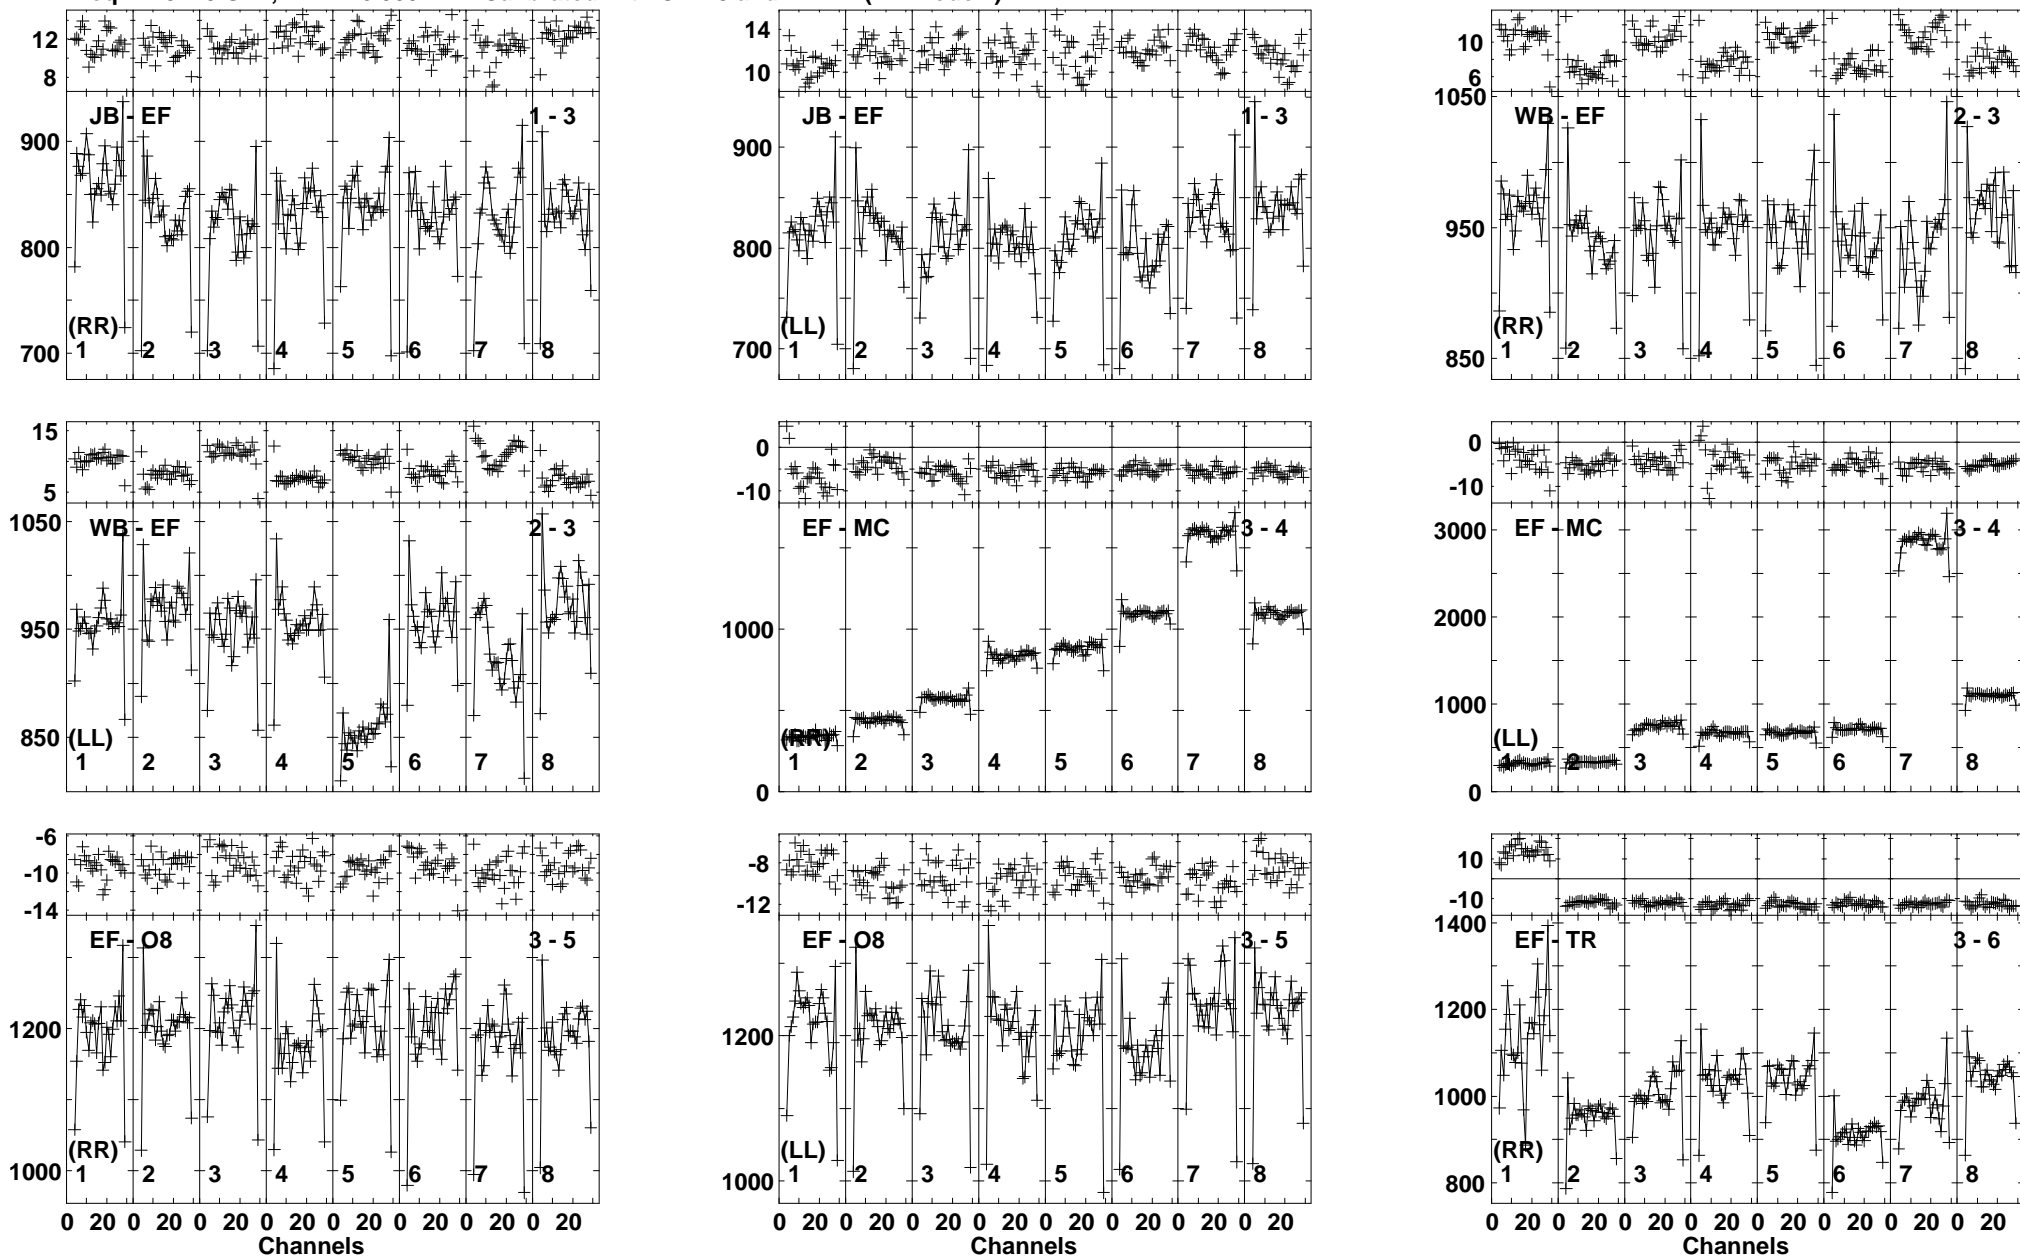 12 8
14 10
10 6
JB - EF 1 - 3
900 800 700
(RR)
1 2 3 4 5 6 7 8
JB - EF 1 - 3
900 800 700
(LL)
1 2 3 4 5 6 7 8
WB - EF 2 - 3
1050 950 850
(RR)
1 2 3 4 5 6 7 8
15 5
0 -10
0 -10
WB - EF 2 - 3
1050 950 850
(LL)
1 2 3 4 5 6 7 8
EF - MC 3 - 4
1000 0
(RR)
1 2 3 4 5 6 7 8
EF - MC 3 - 4
3000 2000 1000 0
(LL)
1 2 3 4 5 6 7 8
-6 -10 -14
-8 -12
10 -10
EF - O8 3 - 5
1200 1000
(RR)
1 2 3 4 5 6 7 8
EF - O8 3 - 5
1200 1000
(LL)
1 2 3 4 5 6 7 8
EF - TR 3 - 6
1400 1200 1000 800
(RR)
1 2 3 4 5 6 7 8
0 20 0 20 0 20 0 20 0 20 0 20 0 20 0 20
Channels
0 20 0 20 0 20 0 20 0 20 0 20 0 20 0 20
Channels
0 20 0 20 0 20 0 20 0 20 0 20 0 20 0 20
Channels